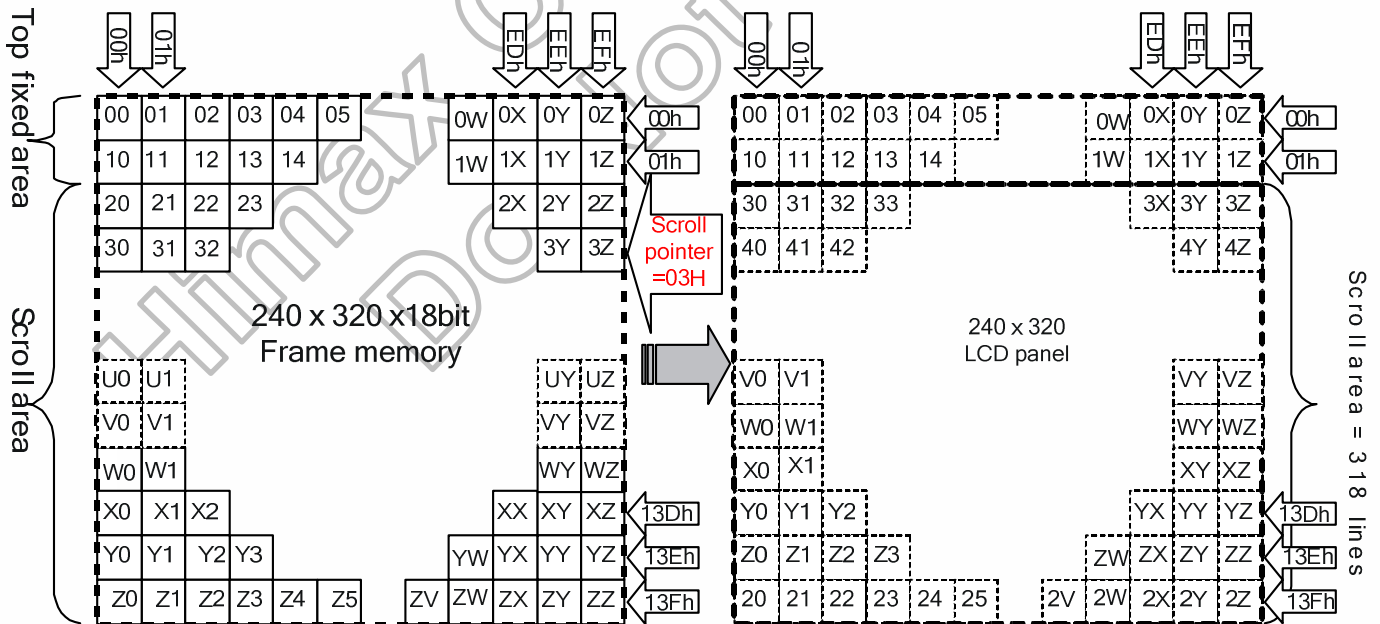 00h 01h EDh EEh EFh 00h 01h EDh EEh EFh
Top fixed area
00 01 02 03 04 05 0W 0X 0Y 0Z 00h 00 01 02 03 04 05 0W 0X 0Y 0Z 00h
10 11 12 13 14 1W 1X 1Y 1Z 01h 10 11 12 13 14 1W 1X 1Y 1Z 01h
20 21 22 23 2X 2Y 2Z 30 31 32 33 3X 3Y 3Z
Scroll
pointer
=03H
30 31 32 3Y 3Z 40 41 42 4Y 4Z
Scroll area
240 x 320 x18bit
Frame memory
240 x 320
LCD panel
Scroll area = 318 lines
U0 U1 UY UZ V0 V1 VY VZ
V0 V1 VY VZ W0 W1 WY WZ
W0 W1 WY WZ X0 X1 XY XZ
X0 X1 X2 XX XY XZ 13Dh Y0 Y1 Y2 YX YY YZ 13Dh
Y0 Y1 Y2 Y3 YW YX YY YZ 13Eh Z0 Z1 Z2 Z3 ZW ZX ZY ZZ 13Eh
Z0 Z1 Z2 Z3 Z4 Z5 ZV ZW ZX ZY ZZ 13Fh 20 21 22 23 24 25 2V 2W 2X 2Y 2Z 13Fh
Himax
Do